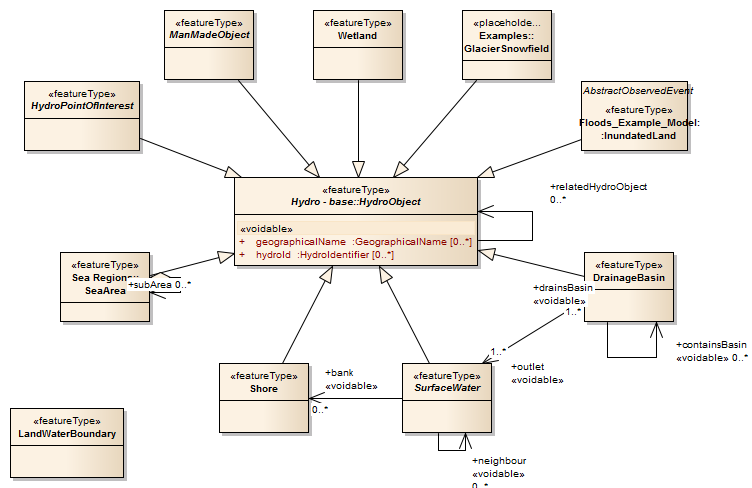 «featureType»
ManMadeObject
«featureType»
Wetland
«placeholde...
Examples::
GlacierSnowfield
«featureType»
HydroPointOfInterest
AbstractObservedEvent
«featureType»
Floods_Example_Model:
:InundatedLand
«featureType»
Hydro - base::HydroObject
«voidable»
+ geographicalName :GeographicalName [0..*]
+ hydroId :HydroIdentifier [0..*]
+relatedHydroObject
0..*
«featureType»
Sea Regions::
SeaArea
+subArea 0..*
«featureType»
DrainageBasin
+drainsBasin
«voidable»
1..*
+containsBasin
«voidable» 0..*
1..*
+outlet
«voidable»
«featureType»
Shore
+bank
«voidable»
0..*
«featureType»
SurfaceWater
+neighbour
«voidable»
0..*
«featureType»
LandWaterBoundary